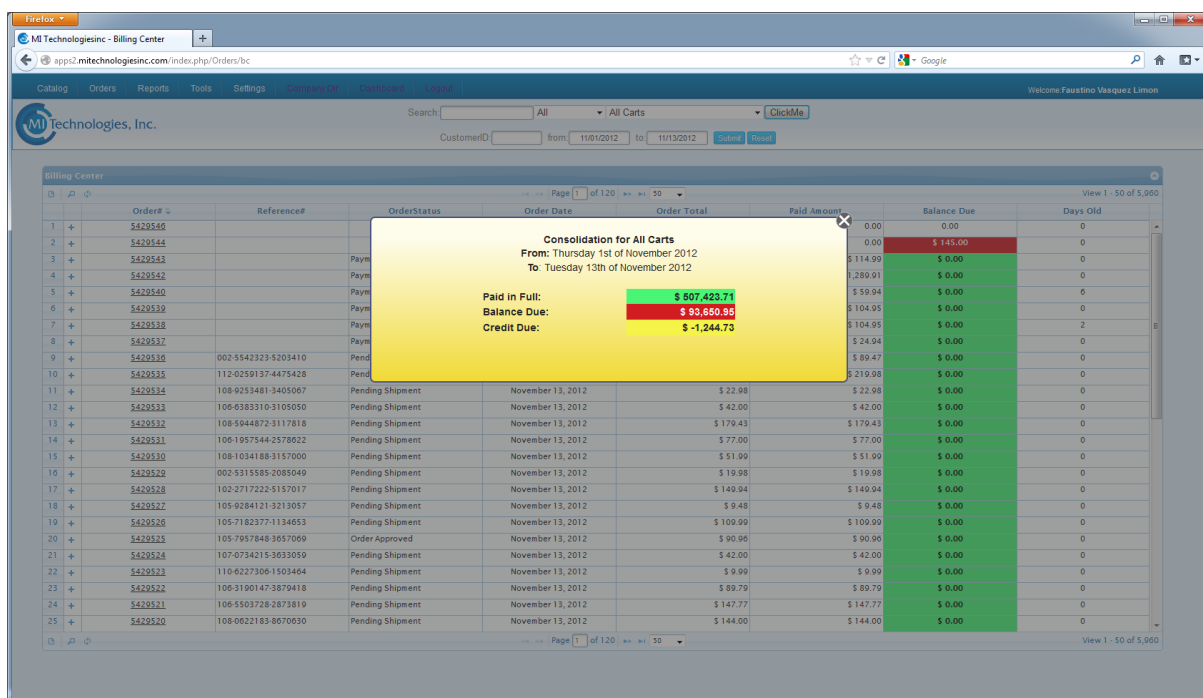 Firefox
MI Technologiesinc - Billing Center
apps2.mitechnologiesinc.com/index.php/Orders/bc
Google
Catalog Orders Reports Tools Settings Company Dir Dashboard Logout Welcome:Faustino Vasquez Limon
MI Technologies, Inc.
Search: All All Carts ClickMe
CustomerID: from: 11/01/2012 to: 11/13/2012 Submit Reset
Billing Center
Page 1 of 120 50 View 1 - 50 of 5,960
Order# Reference# OrderStatus Order Date Order Total Paid Amount Balance Due Days Old
Consolidation for All Carts
From: Thursday 1st of November 2012
To: Tuesday 13th of November 2012
Paid in Full: $ 507,423.71
Balance Due: $ 93,650.95
Credit Due: $ -1,244.73
1 5429546 0.00 0.00 0
2 5429544 0.00 $ 145.00 0
3 5429543 Paym $ 114.99 $ 0.00 0
4 5429542 Paym 1,289.91 $ 0.00 0
5 5429540 Paym $ 59.94 $ 0.00 6
6 5429539 Paym $ 104.95 $ 0.00 0
7 5429538 Paym $ 104.95 $ 0.00 2
8 5429537 Paym $ 24.94 $ 0.00 0
9 5429536 002-5542323-5203410 Pend $ 89.47 $ 0.00 0
10 5429535 112-0259137-4475428 Pend $ 219.98 $ 0.00 0
11 5429534 108-9253481-3405067 Pending Shipment November 13, 2012 $ 22.98 $ 22.98 $ 0.00 0
12 5429533 106-6383310-3105050 Pending Shipment November 13, 2012 $ 42.00 $ 42.00 $ 0.00 0
13 5429532 108-5944872-3117818 Pending Shipment November 13, 2012 $ 179.43 $ 179.43 $ 0.00 0
14 5429531 106-1957544-2578622 Pending Shipment November 13, 2012 $ 77.00 $ 77.00 $ 0.00 0
15 5429530 108-1034188-3157000 Pending Shipment November 13, 2012 $ 51.99 $ 51.99 $ 0.00 0
16 5429529 002-5315585-2085049 Pending Shipment November 13, 2012 $ 19.98 $ 19.98 $ 0.00 0
17 5429528 102-2717222-5157017 Pending Shipment November 13, 2012 $ 149.94 $ 149.94 $ 0.00 0
18 5429527 105-9284121-3213057 Pending Shipment November 13, 2012 $ 9.48 $ 9.48 $ 0.00 0
19 5429526 105-7182377-1134653 Pending Shipment November 13, 2012 $ 109.99 $ 109.99 $ 0.00 0
20 5429525 105-7957848-3657069 Order Approved November 13, 2012 $ 90.96 $ 90.96 $ 0.00 0
21 5429524 107-0734215-3633059 Pending Shipment November 13, 2012 $ 42.00 $ 42.00 $ 0.00 0
22 5429523 110-6227306-1503464 Pending Shipment November 13, 2012 $ 9.99 $ 9.99 $ 0.00 0
23 5429522 106-3190147-3879418 Pending Shipment November 13, 2012 $ 89.79 $ 89.79 $ 0.00 0
24 5429521 106-5503728-2873819 Pending Shipment November 13, 2012 $ 147.77 $ 147.77 $ 0.00 0
25 5429520 108-0622183-8670630 Pending Shipment November 13, 2012 $ 144.00 $ 144.00 $ 0.00 0
Page 1 of 120 50 View 1 - 50 of 5,960